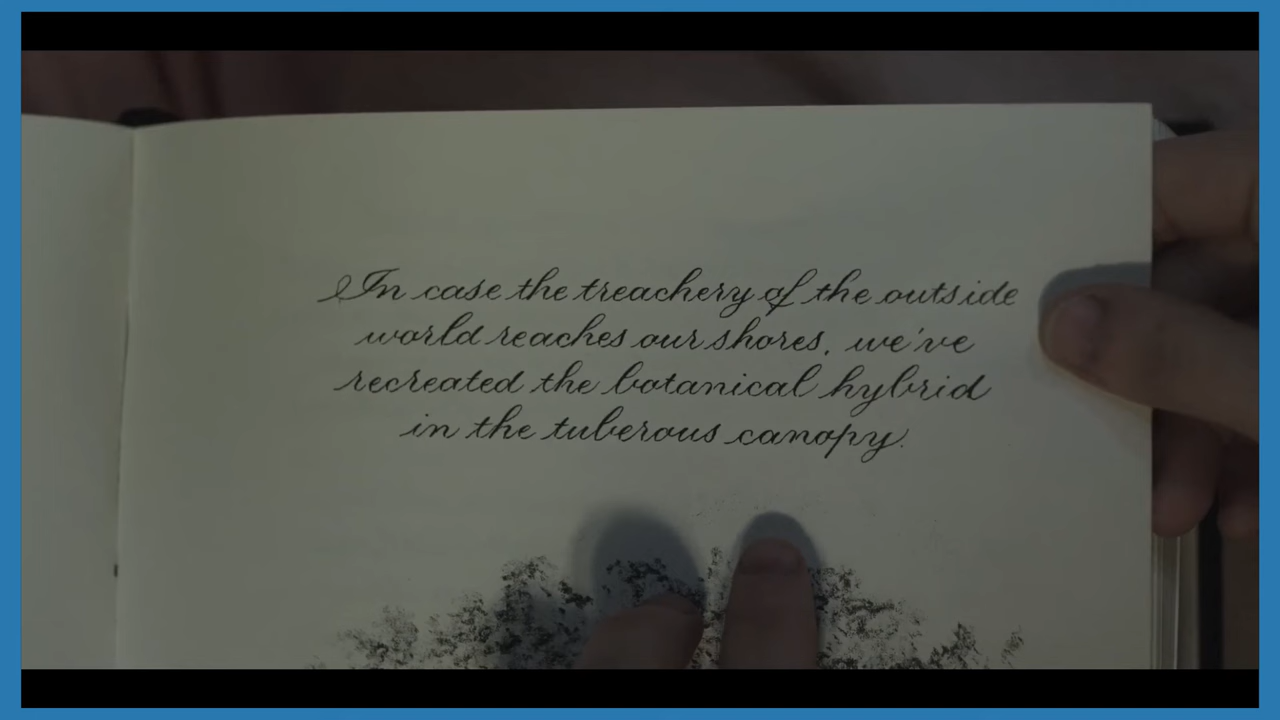 In case the treachery of the outside
world reaches our shores, we've
recreated the botanical hybrid
in the tuberous canopy.